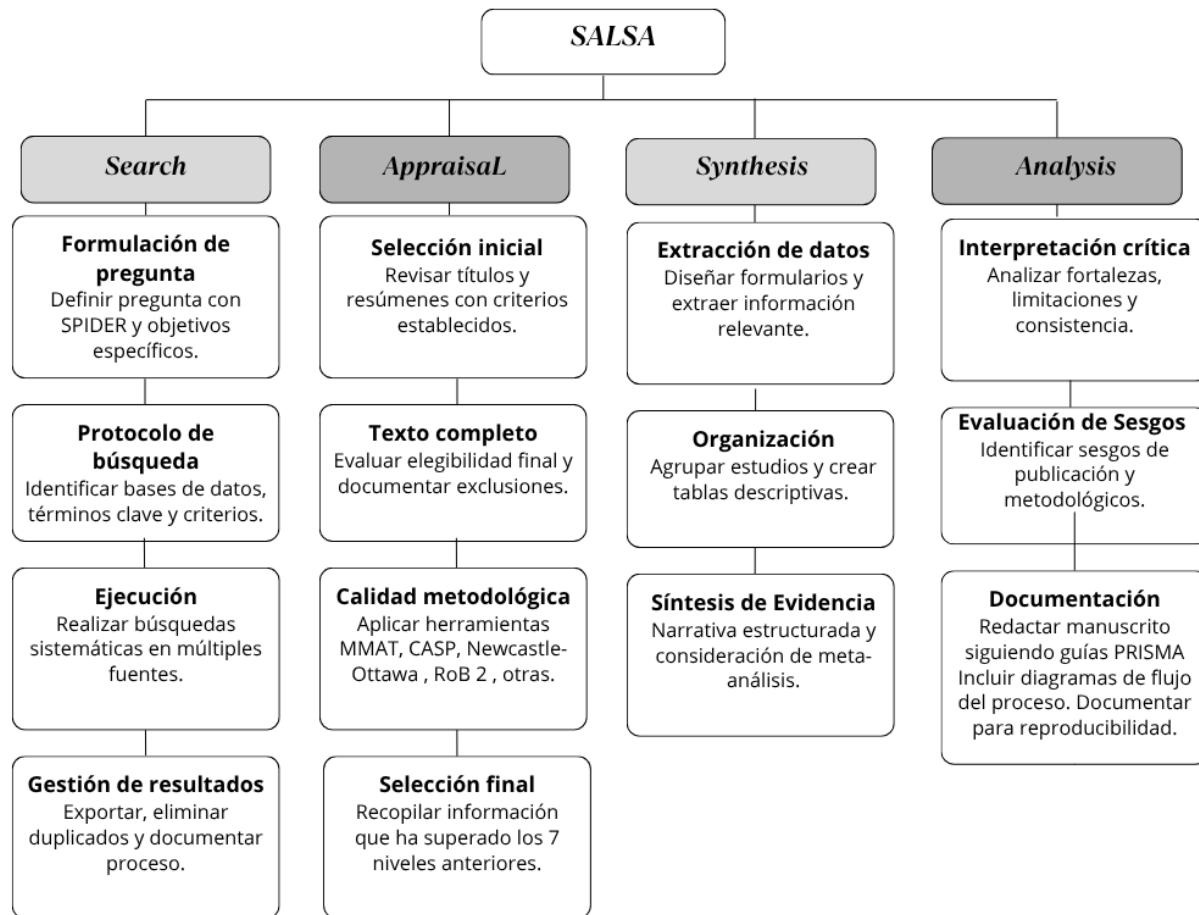 SALSA
Search
Formulación de
pregunta
Definir pregunta con
SPIDER y objetivos
específicos.
Protocolo de
búsqueda
Identificar bases de datos,
términos clave y criterios.
Ejecución
Realizar búsquedas
sistemáticas en múltiples
fuentes.
Gestión de resultados
Exportar, eliminar
duplicados y documentar
proceso.
AppraisaL
Selección inicial
Revisar títulos y
resúmenes con criterios
establecidos.
Texto completo
Evaluar elegibilidad final y
documentar exclusiones.
Calidad metodológica
Aplicar herramientas
MMAT, CASP, Newcastle-
Ottawa , RoB 2 , otras.
Selección final
Recopilar información
que ha superado los 7
niveles anteriores.
Synthesis
Extracción de datos
Diseñar formularios y
extraer información
relevante.
Organización
Agrupar estudios y crear
tablas descriptivas.
Síntesis de Evidencia
Narrativa estructurada y
consideración de meta-
análisis.
Analysis
Interpretación crítica
Analizar fortalezas,
limitaciones y
consistencia.
Evaluación de Sesgos
Identificar sesgos de
publicación y
metodológicos.
Documentación
Redactar manuscrito
siguiendo guías PRISMA
Incluir diagramas de flujo
del proceso. Documentar
para reproducibilidad.